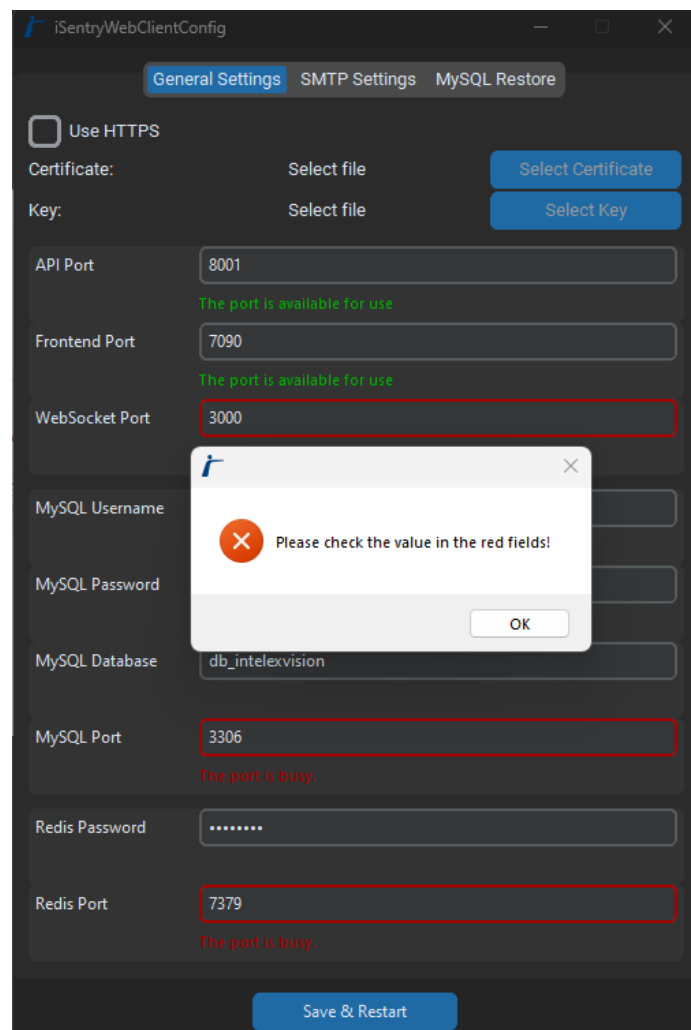 iSentryWebClientConfig
General Settings SMTP Settings MySQL Restore
Use HTTPS
Certificate: Select file Select Certificate
Key: Select file Select Key
API Port 8001
The port is available for use
Frontend Port 7090
The port is available for use
WebSocket Port 3000
MySQL Username
Please check the value in the red fields!
MySQL Password
OK
MySQL Database db_intelexvision
MySQL Port 3306
The port is busy.
Redis Password ••••••••
Redis Port 7379
The port is busy.
Save & Restart